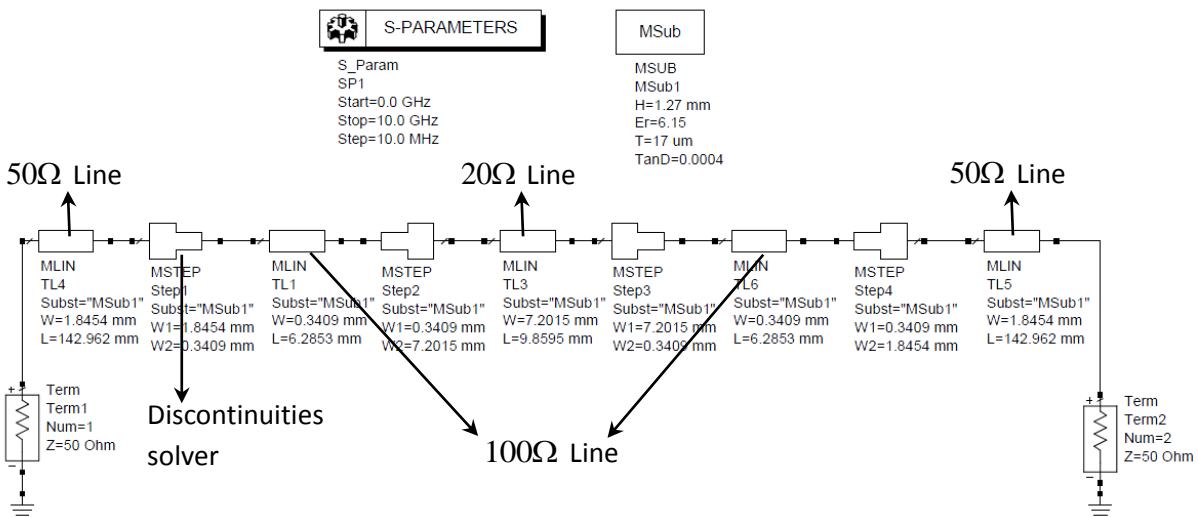 S-PARAMETERS
S_Param
SP1
Start=0.0 GHz
Stop=10.0 GHz
Step=10.0 MHz
MSub
MSUB
MSub1
H=1.27 mm
Er=6.15
T=17 um
TanD=0.0004
50Ω Line
20Ω Line
50Ω Line
MLIN
TL4
Subst="MSub1"
W=1.8454 mm
L=142.962 mm
MSTEP
Step1
Subst="MSub1"
W1=1.8454 mm
W2=0.3409 mm
MLIN
TL1
Subst="MSub1"
W=0.3409 mm
L=6.2853 mm
MSTEP
Step2
Subst="MSub1"
W1=0.3409 mm
W2=7.2015 mm
MLIN
TL3
Subst="MSub1"
W=7.2015 mm
L=9.8595 mm
MSTEP
Step3
Subst="MSub1"
W1=7.2015 mm
W2=0.3409 mm
MLIN
TL6
Subst="MSub1"
W=0.3409 mm
L=6.2853 mm
MSTEP
Step4
Subst="MSub1"
W1=0.3409 mm
W2=1.8454 mm
MLIN
TL5
Subst="MSub1"
W=1.8454 mm
L=142.962 mm
+
Term
Term1
Num=1
Z=50 Ohm
-
Discontinuities
solver
100Ω Line
+
Term
Term2
Num=2
Z=50 Ohm
-